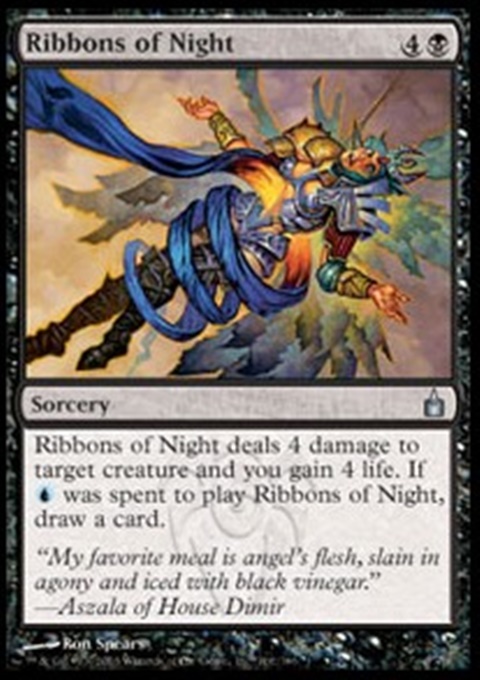 Ribbons of Night 4
Sorcery
Ribbons of Night deals 4 damage to
target creature and you gain 4 life. If
was spent to play Ribbons of Night,
draw a card.
"My favorite meal is angel's flesh, slain in
agony and iced with black vinegar."
—Aszala of House Dimir
Ron Spears